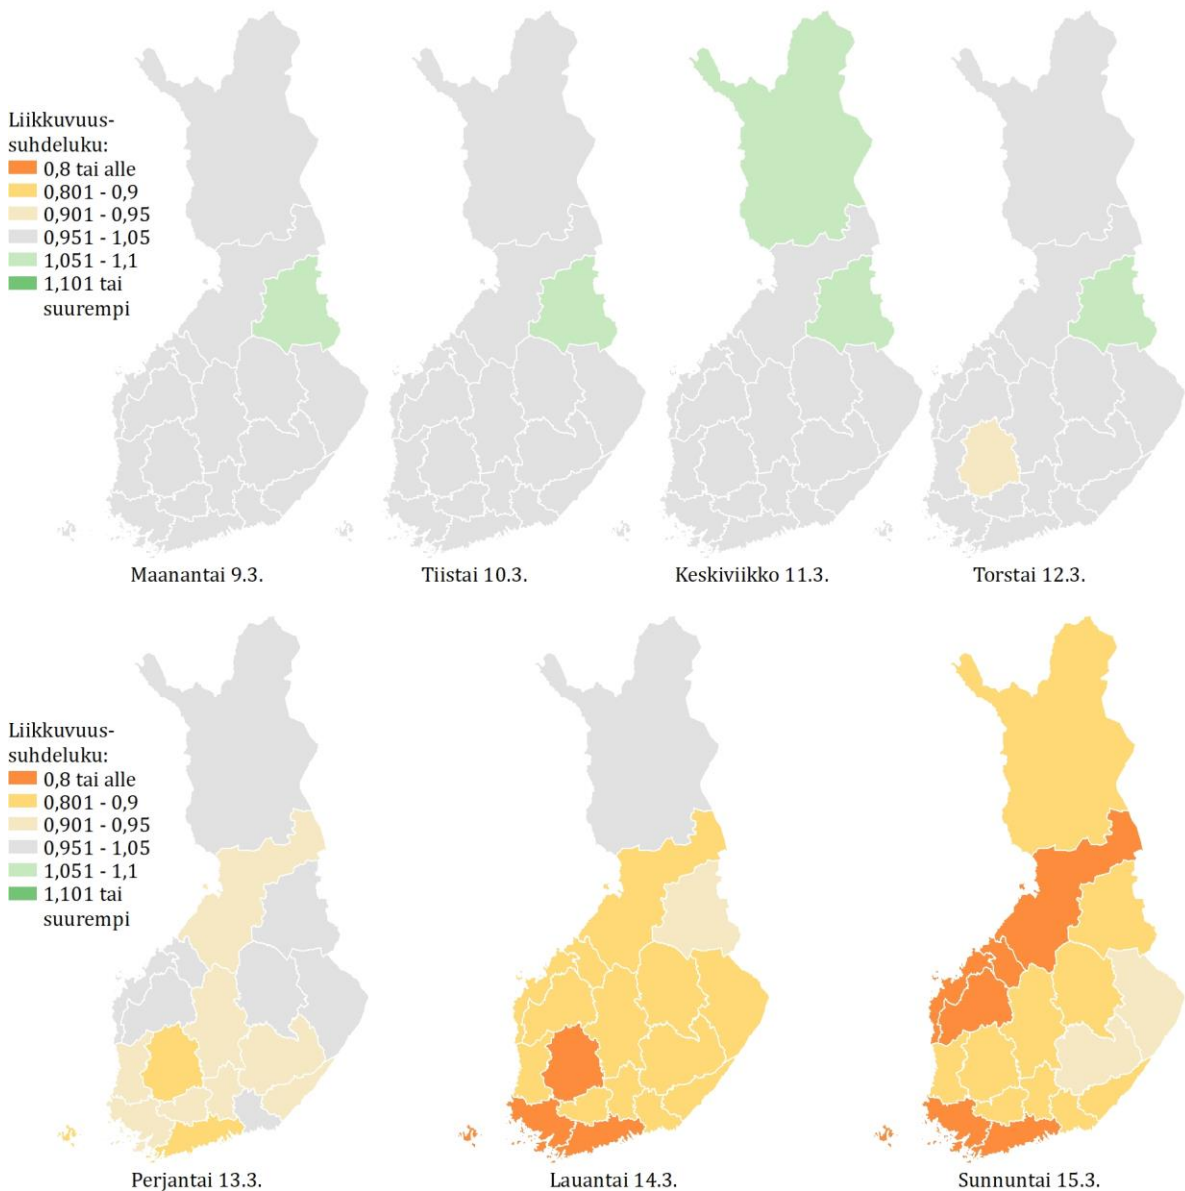 Liikkuvuus-
suhdeluku:
0,8 tai alle
0,801 - 0,9
0,901 - 0,95
0,951 - 1,05
1,051 - 1,1
1,101 tai
suurempi
Maanantai 9.3.
Tiistai 10.3.
Keskiviikko 11.3.
Torstai 12.3.
Liikkuvuus-
suhdeluku:
0,8 tai alle
0,801 - 0,9
0,901 - 0,95
0,951 - 1,05
1,051 - 1,1
1,101 tai
suurempi
Perjantai 13.3.
Lauantai 14.3.
Sunnuntai 15.3.